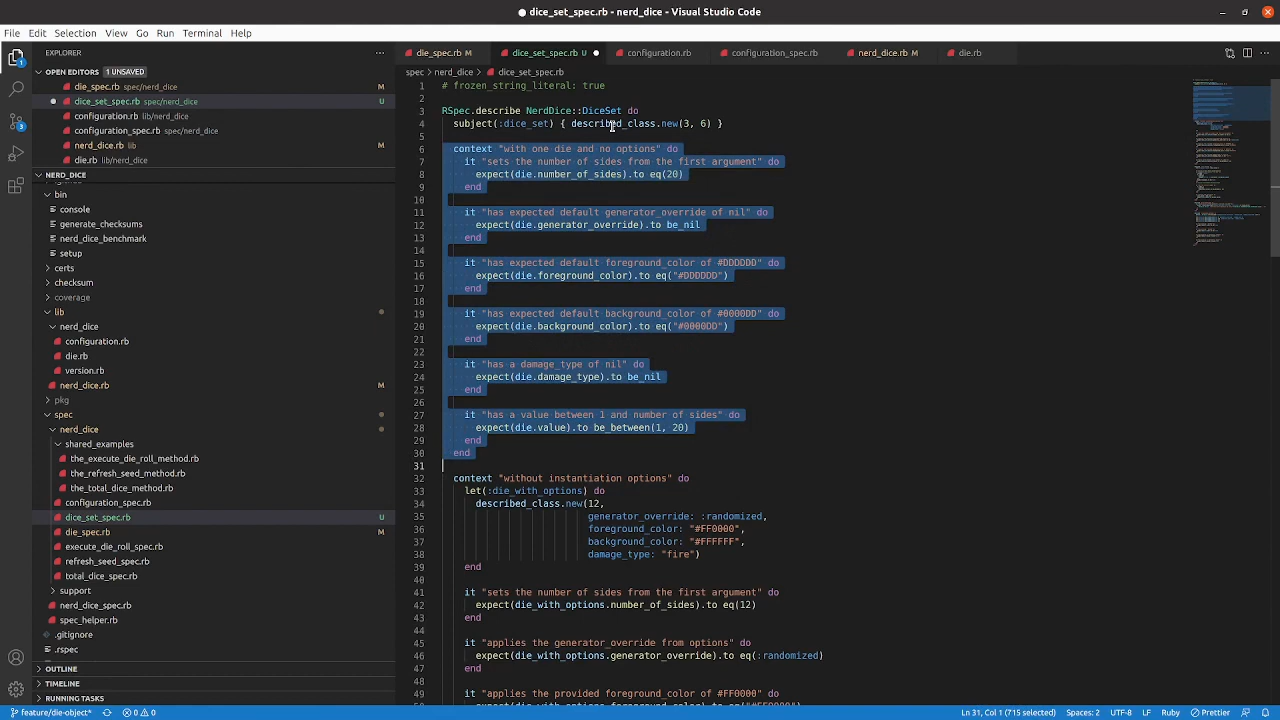 dice_set_spec.rb - nerd_dice - Visual Studio Code
File Edit Selection View Go Run Terminal Help
EXPLORER
OPEN EDITORS 1 UNSAVED
die_spec.rb spec/nerd_dice M
dice_set_spec.rb spec/nerd_dice U
configuration.rb lib/nerd_dice
configuration_spec.rb spec/nerd_dice
nerd_dice.rb lib M
die.rb lib/nerd_dice
NERD_DICE
bin
console
generate_checksums
nerd_dice_benchmark
setup
certs
checksum
coverage
lib
nerd_dice
configuration.rb
die.rb
version.rb
nerd_dice.rb M
pkg
spec
nerd_dice
shared_examples
the_execute_die_roll_method.rb
the_refresh_seed_method.rb
the_total_dice_method.rb
configuration_spec.rb
dice_set_spec.rb U
die_spec.rb M
execute_die_roll_spec.rb
refresh_seed_spec.rb
total_dice_spec.rb
support
nerd_dice_spec.rb
spec_helper.rb
.gitignore
.rspec
OUTLINE
TIMELINE
RUNNING TASKS
die_spec.rb M dice_set_spec.rb U configuration.rb configuration_spec.rb nerd_dice.rb M die.rb
spec > nerd_dice > dice_set_spec.rb
1 # frozen_string_literal: true
2
3 RSpec.describe NerdDice::DiceSet do
4 subject(:dice_set) { described_class.new(3, 6) }
5
6 context "with one die and no options" do
7 it "sets the number of sides from the first argument" do
8 expect(die.number_of_sides).to eq(20)
9 end
10
11 it "has expected default generator_override of nil" do
12 expect(die.generator_override).to be_nil
13 end
14
15 it "has expected default foreground_color of #DDDDDD" do
16 expect(die.foreground_color).to eq("#DDDDDD")
17 end
18
19 it "has expected default background_color of #0000DD" do
20 expect(die.background_color).to eq("#0000DD")
21 end
22
23 it "has a damage_type of nil" do
24 expect(die.damage_type).to be_nil
25 end
26
27 it "has a value between 1 and number of sides" do
28 expect(die.value).to be_between(1, 20)
29 end
30 end
31
32 context "without instantiation options" do
33 let(:die_with_options) do
34 described_class.new(12,
35 generator_override: :randomized,
36 foreground_color: "#FF0000",
37 background_color: "#FFFFFF",
38 damage_type: "fire")
39 end
40
41 it "sets the number of sides from the first argument" do
42 expect(die_with_options.number_of_sides).to eq(12)
43 end
44
45 it "applies the generator_override from options" do
46 expect(die_with_options.generator_override).to eq(:randomized)
47 end
48
49 it "applies the provided foreground_color of #FF0000" do
feature/die-object* 0 0 Ln 31, Col 1 (715 selected) Spaces: 2 UTF-8 LF Ruby Prettier